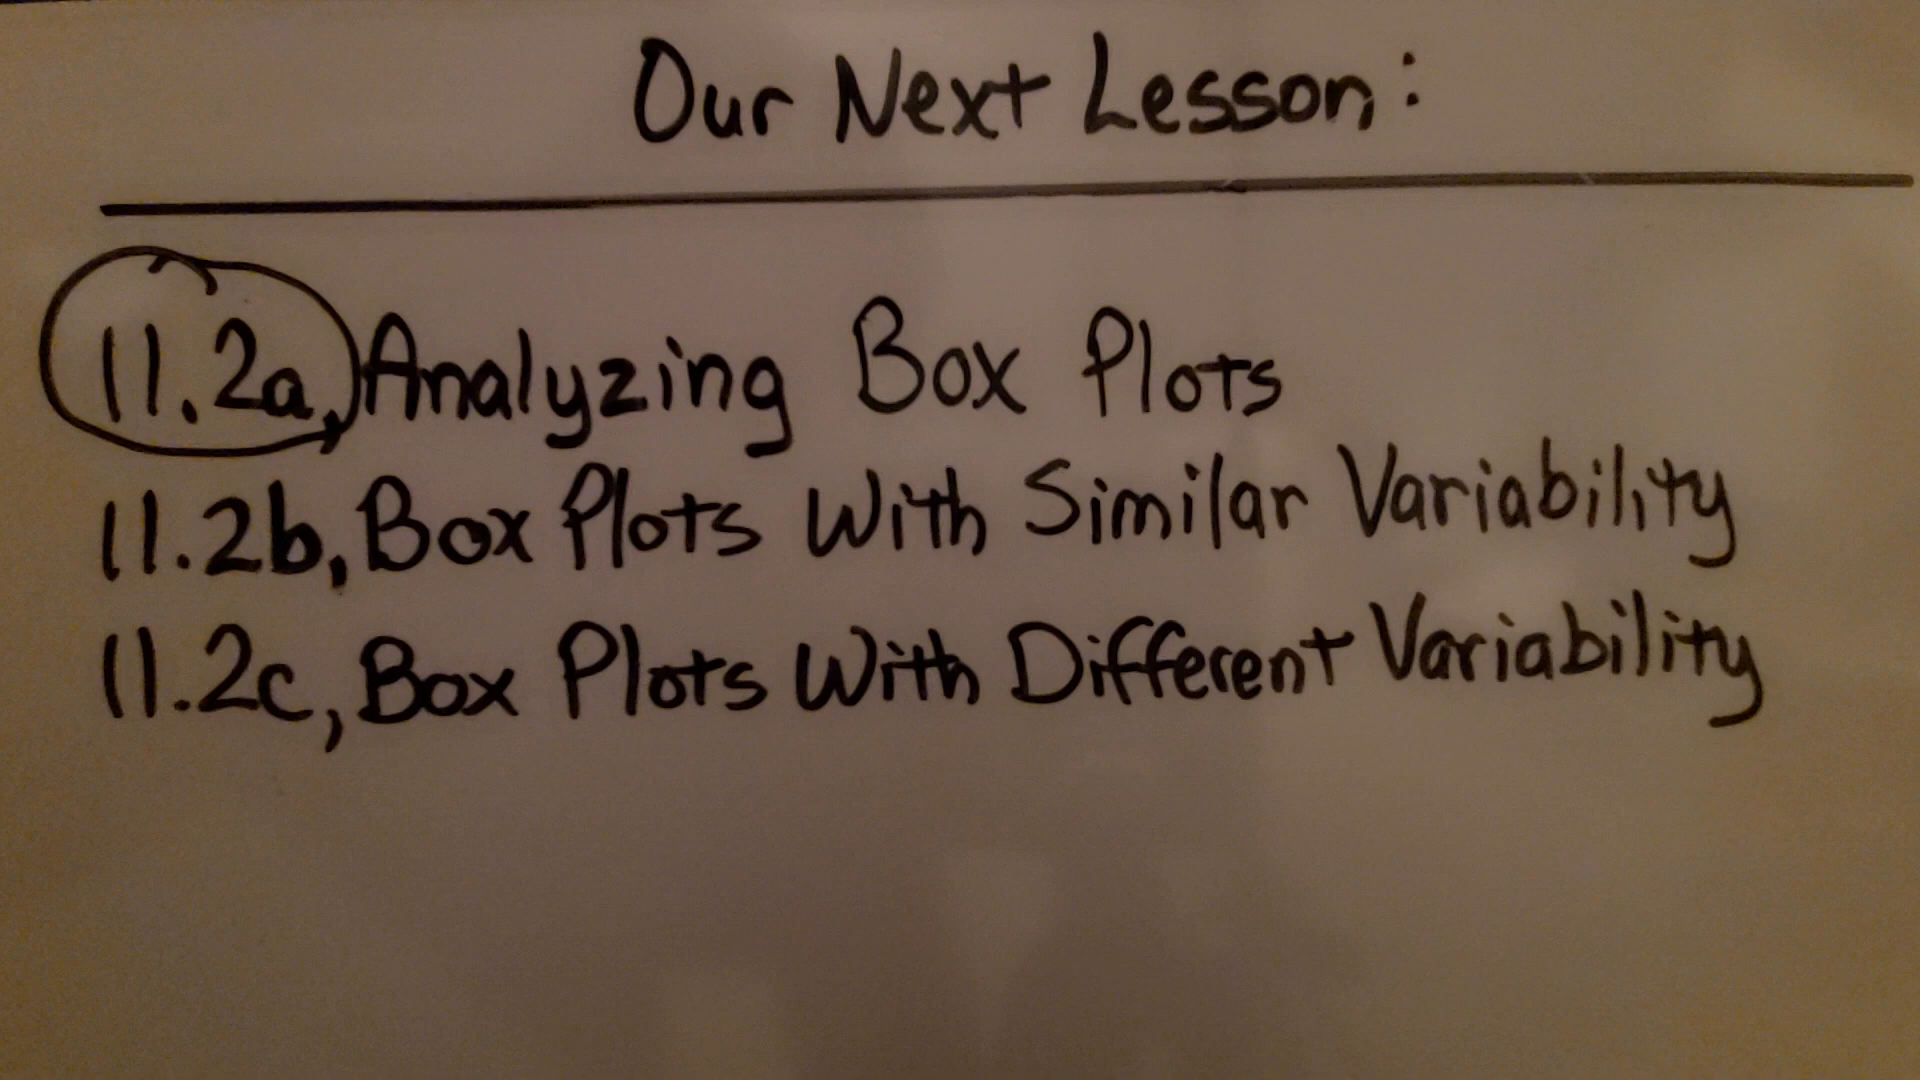 Our Next Lesson:
11.2a, Analyzing Box Plots
11.2b, Box Plots With Similar Variability
11.2c, Box Plots With Different Variability